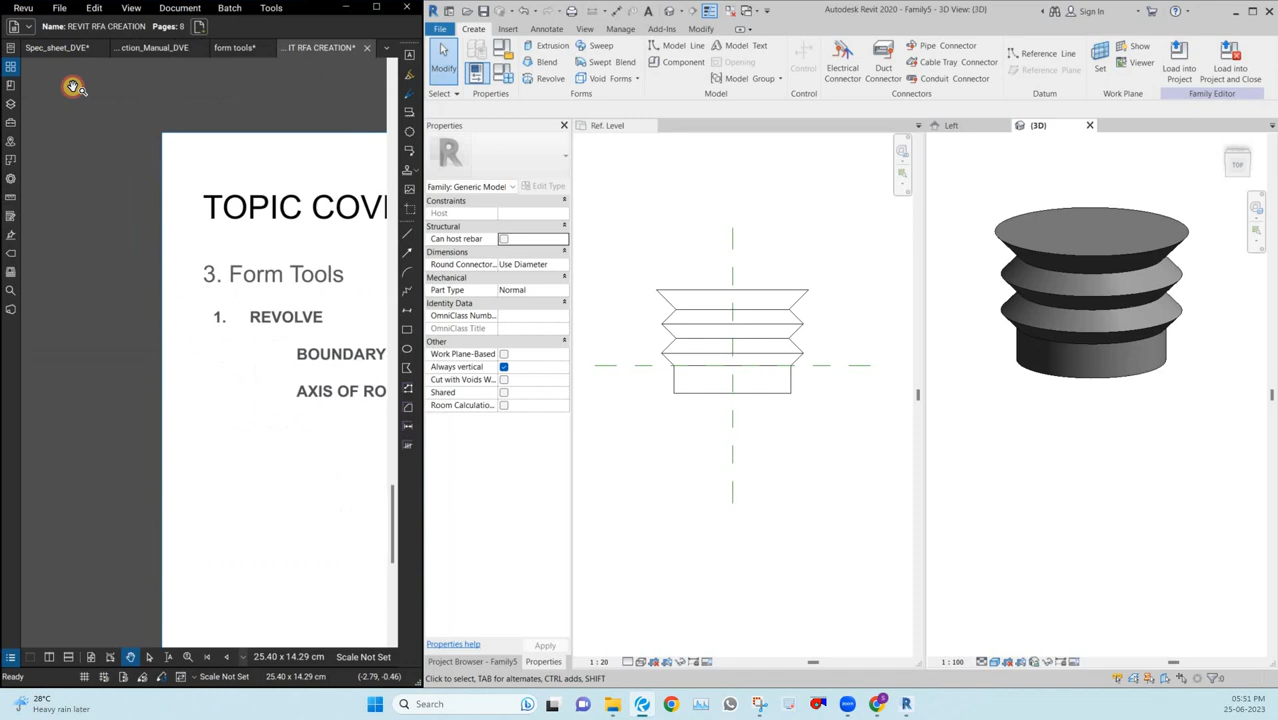 Revu File Edit View Document Batch Tools
Name: REVIT RFA CREATION Pages: 8
Spec_sheet_DVE* ...ction_Manual_DVE form tools* ... IT RFA CREATION*
TOPIC COVE
3. Form Tools
1. REVOLVE
BOUNDARY
AXIS OF RO
25.40 x 14.29 cm Scale Not Set
Ready Scale Not Set 25.40 x 14.29 cm (-2.79, -0.46)
Autodesk Revit 2020 - 3D View: Family5 - {3D} Sign In
File Create Insert Annotate View Manage Add-Ins Modify
Modify
Extrusion Sweep
Blend Swept Blend
Revolve Void Forms
Model Line Model Text
Component Opening
Model Group
Control
Electrical Connector
Duct Connector
Pipe Connector
Cable Tray Connector
Conduit Connector
Reference Line
Reference Plane
Set
Show
Viewer
Load into Project
Load into Project and Close
Select Properties Forms Model Control Connectors Datum Work Plane Family Editor
Properties
Family: Generic Model Edit Type
Constraints
Host
Structural
Can host rebar
Dimensions
Round Connector... Use Diameter
Mechanical
Part Type Normal
Identity Data
OmniClass Numb...
OmniClass Title
Other
Work Plane-Based
Always vertical
Cut with Voids W...
Shared
Room Calculatio...
Properties help Apply
Project Browser - Family5 Properties
Ref. Level
1 : 20
Left {3D}
TOP
1 : 100
Click to select, TAB for alternates, CTRL adds, SHIFT
:0
28°C
Heavy rain later
Search
05:51 PM
25-06-2023